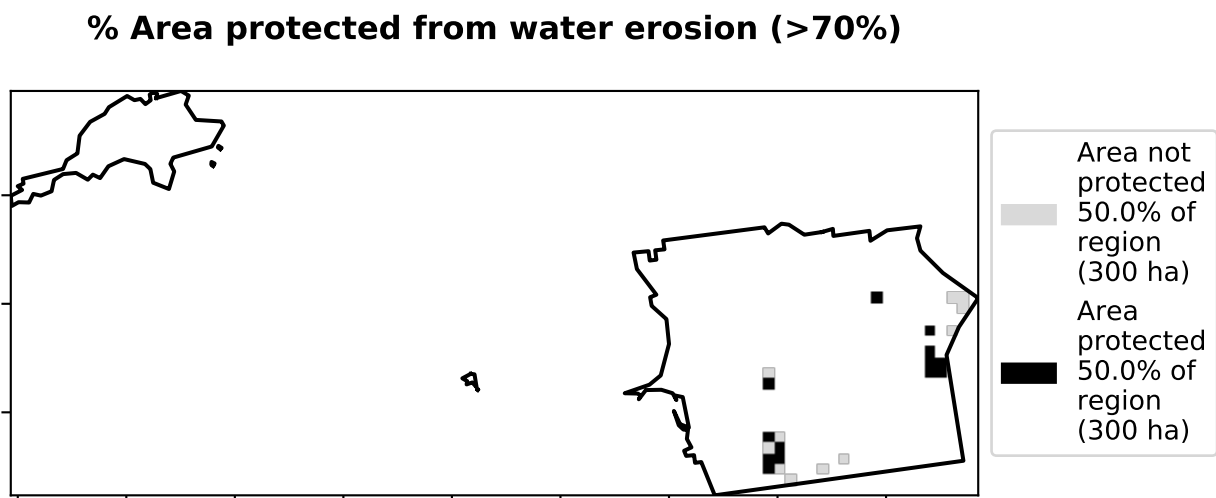 % Area protected from water erosion (>70%)
Area not
protected
50.0% of
region
(300 ha)
Area
protected
50.0% of
region
(300 ha)